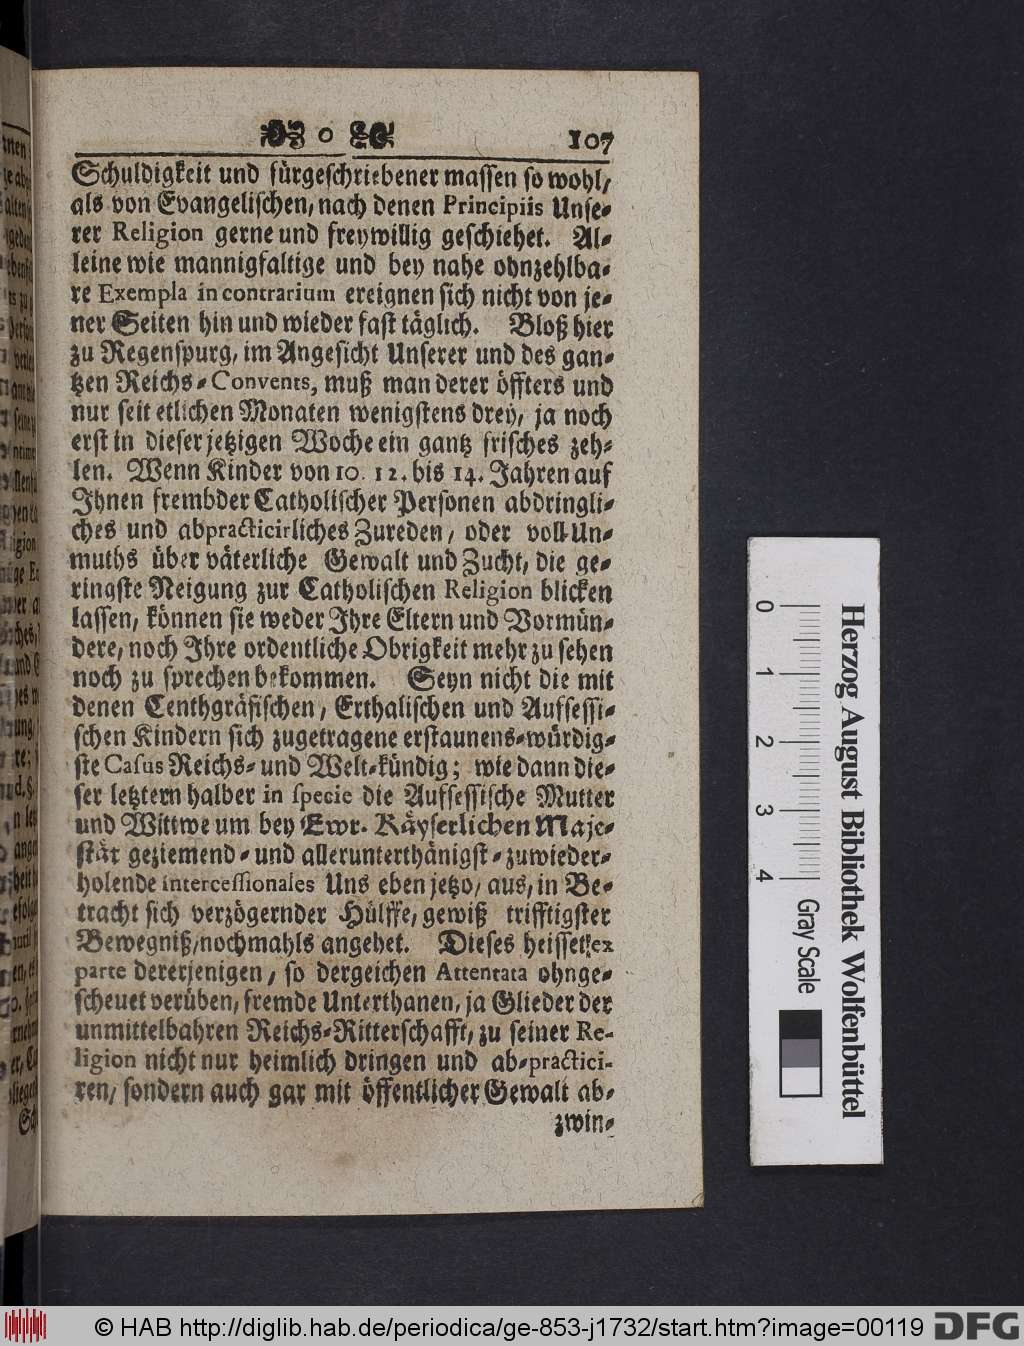 o 107
Schuldigkeit und fürgeschriebener massen so wohl/
als von Evangelischen, nach denen Principiis Unse-
rer Religion gerne und freywillig geschiehet. Al-
leine wie mannigfaltige und bey nahe ohnzehlba-
re Exempla in contrarium ereignen sich nicht von je-
ner Seiten hin und wieder fast täglich. Bloß hier
zu Regenspurg, im Angesicht Unserer und des gan-
tzen Reichs-Convents, muß man derer öffters und
nur seit etlichen Monaten wenigstens drey, ja noch
erst in dieser jetzigen Woche ein gantz frisches zeh-
len. Wenn Kinder von 10. 12. bis 14. Jahren auf
Ihnen frembder Catholischer Personen abdringli-
ches und abpracticirliches Zureden, oder voll-Un-
muths über väterliche Gewalt und Zucht, die ge-
ringste Neigung zur Catholischen Religion blicken
lassen, können sie weder Ihre Eltern und Vormün-
dere, noch Ihre ordentliche Obrigkeit mehr zu sehen
noch zu sprechen bekommen. Seyn nicht die mit
denen Centhgräfischen, Erthalischen und Aufsessi-
schen Kindern sich zugetragene erstaunens-würdig-
ste Casus Reichs- und Welt-kündig; wie dann die-
ser letztern halber in specie die Aufsessische Mutter
und Wittwe um bey Ewr. Käyserlichen Maje-
stät geziemend- und allerunterthänigst-zuwieder-
holende intercessionales Uns eben jetzo/ aus, in Be-
tracht sich verzögernder Hülffe, gewiß trifftigster
Bewegniß/nochmahls angehet. Dieses heisset ex
parte dererjenigen, so dergeichen Attentata ohnge-
scheuet verüben, fremde Unterthanen, ja Glieder der
unmittelbahren Reichs-Ritterschafft, zu seiner Re-
ligion nicht nur heimlich dringen und ab-practici-
ren, sondern auch gar mit öffentlicher Gewalt ab-
zwin-
0 1 2 3 4
Herzog August Bibliothek Wolfenbüttel
Gray Scale
© HAB http://diglib.hab.de/periodica/ge-853-j1732/start.htm?image=00119 DFG